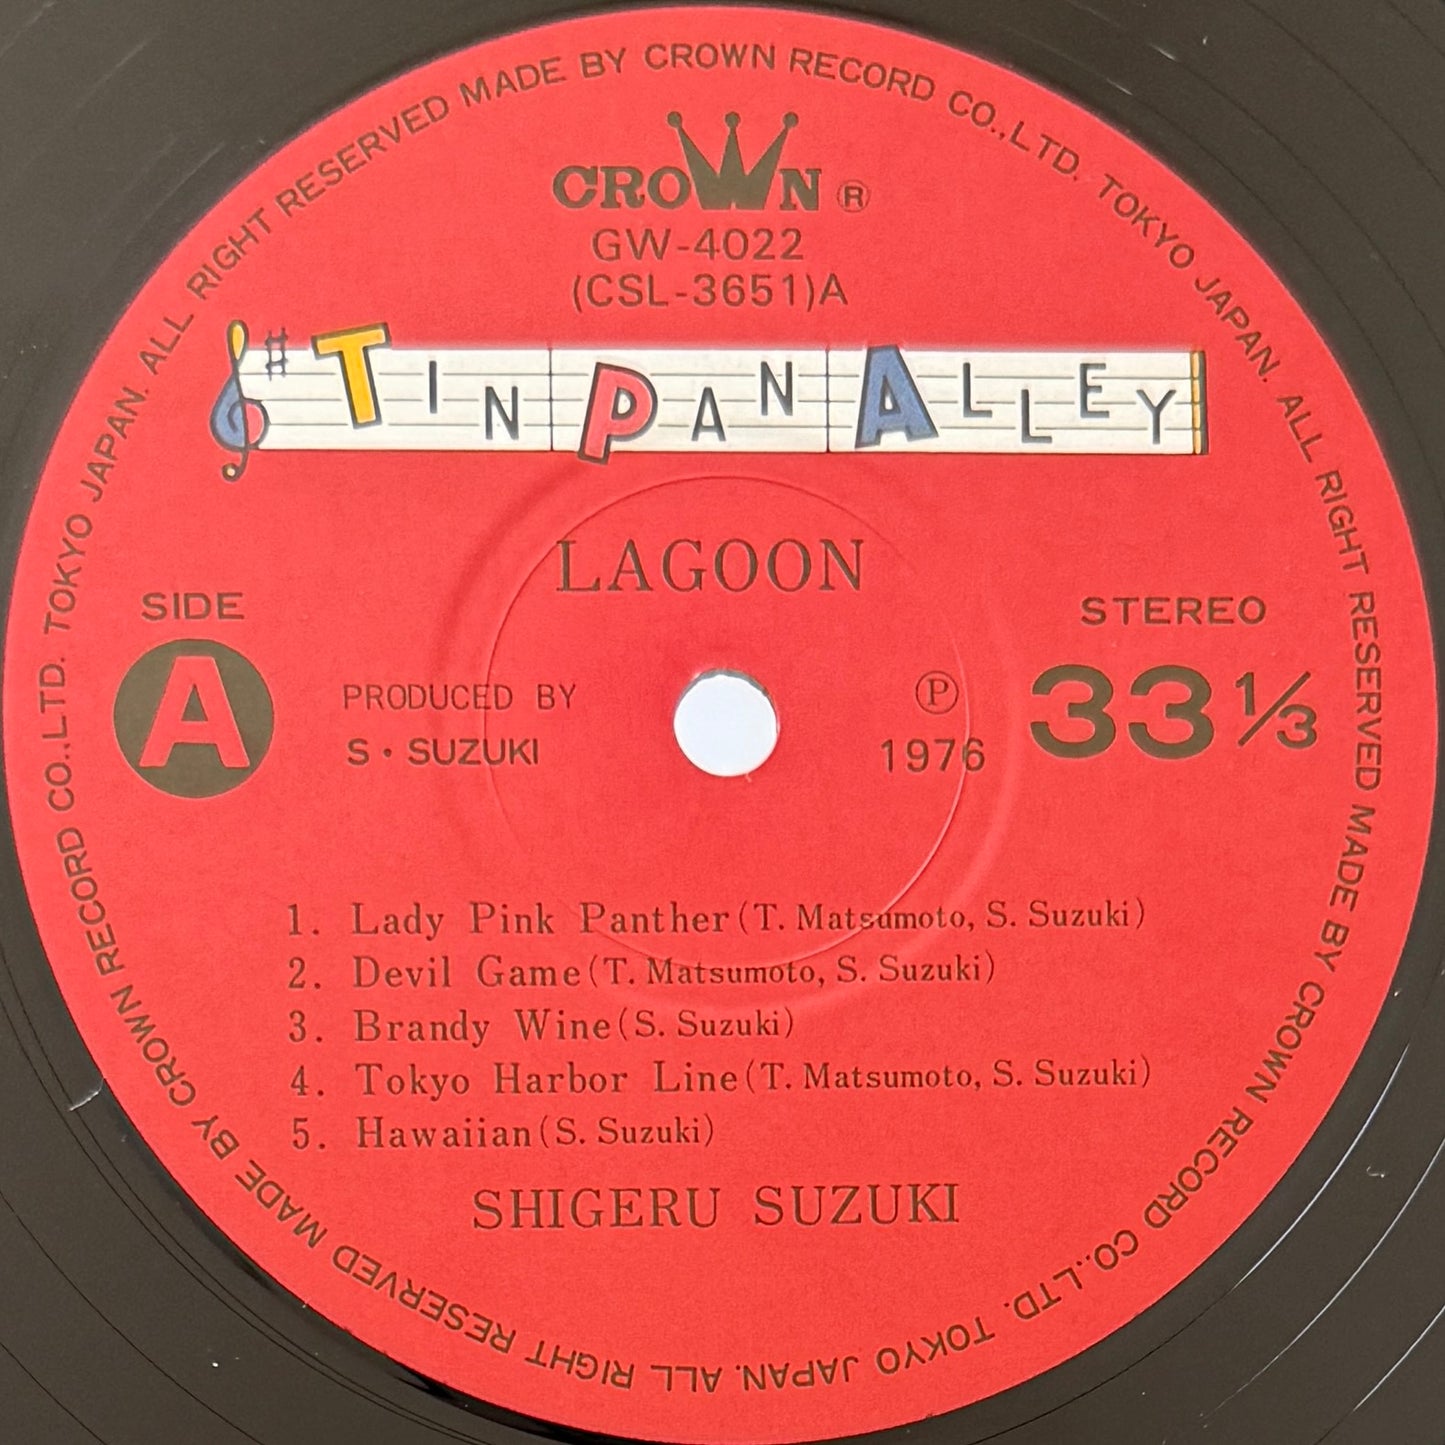 MADE BY CROWN RECORD CO.,LTD. TOKYO JAPAN. ALL RIGHT RESERVED MADE BY CROWN RECORD CO.,LTD. TOKYO JAPAN. ALL RIGHT RESERVED MADE BY CROWN RECORD CO.,LTD. TOKYO JAPAN. ALL RIGHT RESERVED
CROWN ®
GW-4022
(CSL-3651)A
TIN PAN ALLEY
LAGOON
SIDE
A
PRODUCED BY
S・SUZUKI
℗
1976
STEREO
33 1/3
1. Lady Pink Panther(T. Matsumoto, S. Suzuki)
2. Devil Game(T. Matsumoto, S. Suzuki)
3. Brandy Wine(S. Suzuki)
4. Tokyo Harbor Line(T. Matsumoto, S. Suzuki)
5. Hawaiian(S. Suzuki)
SHIGERU SUZUKI